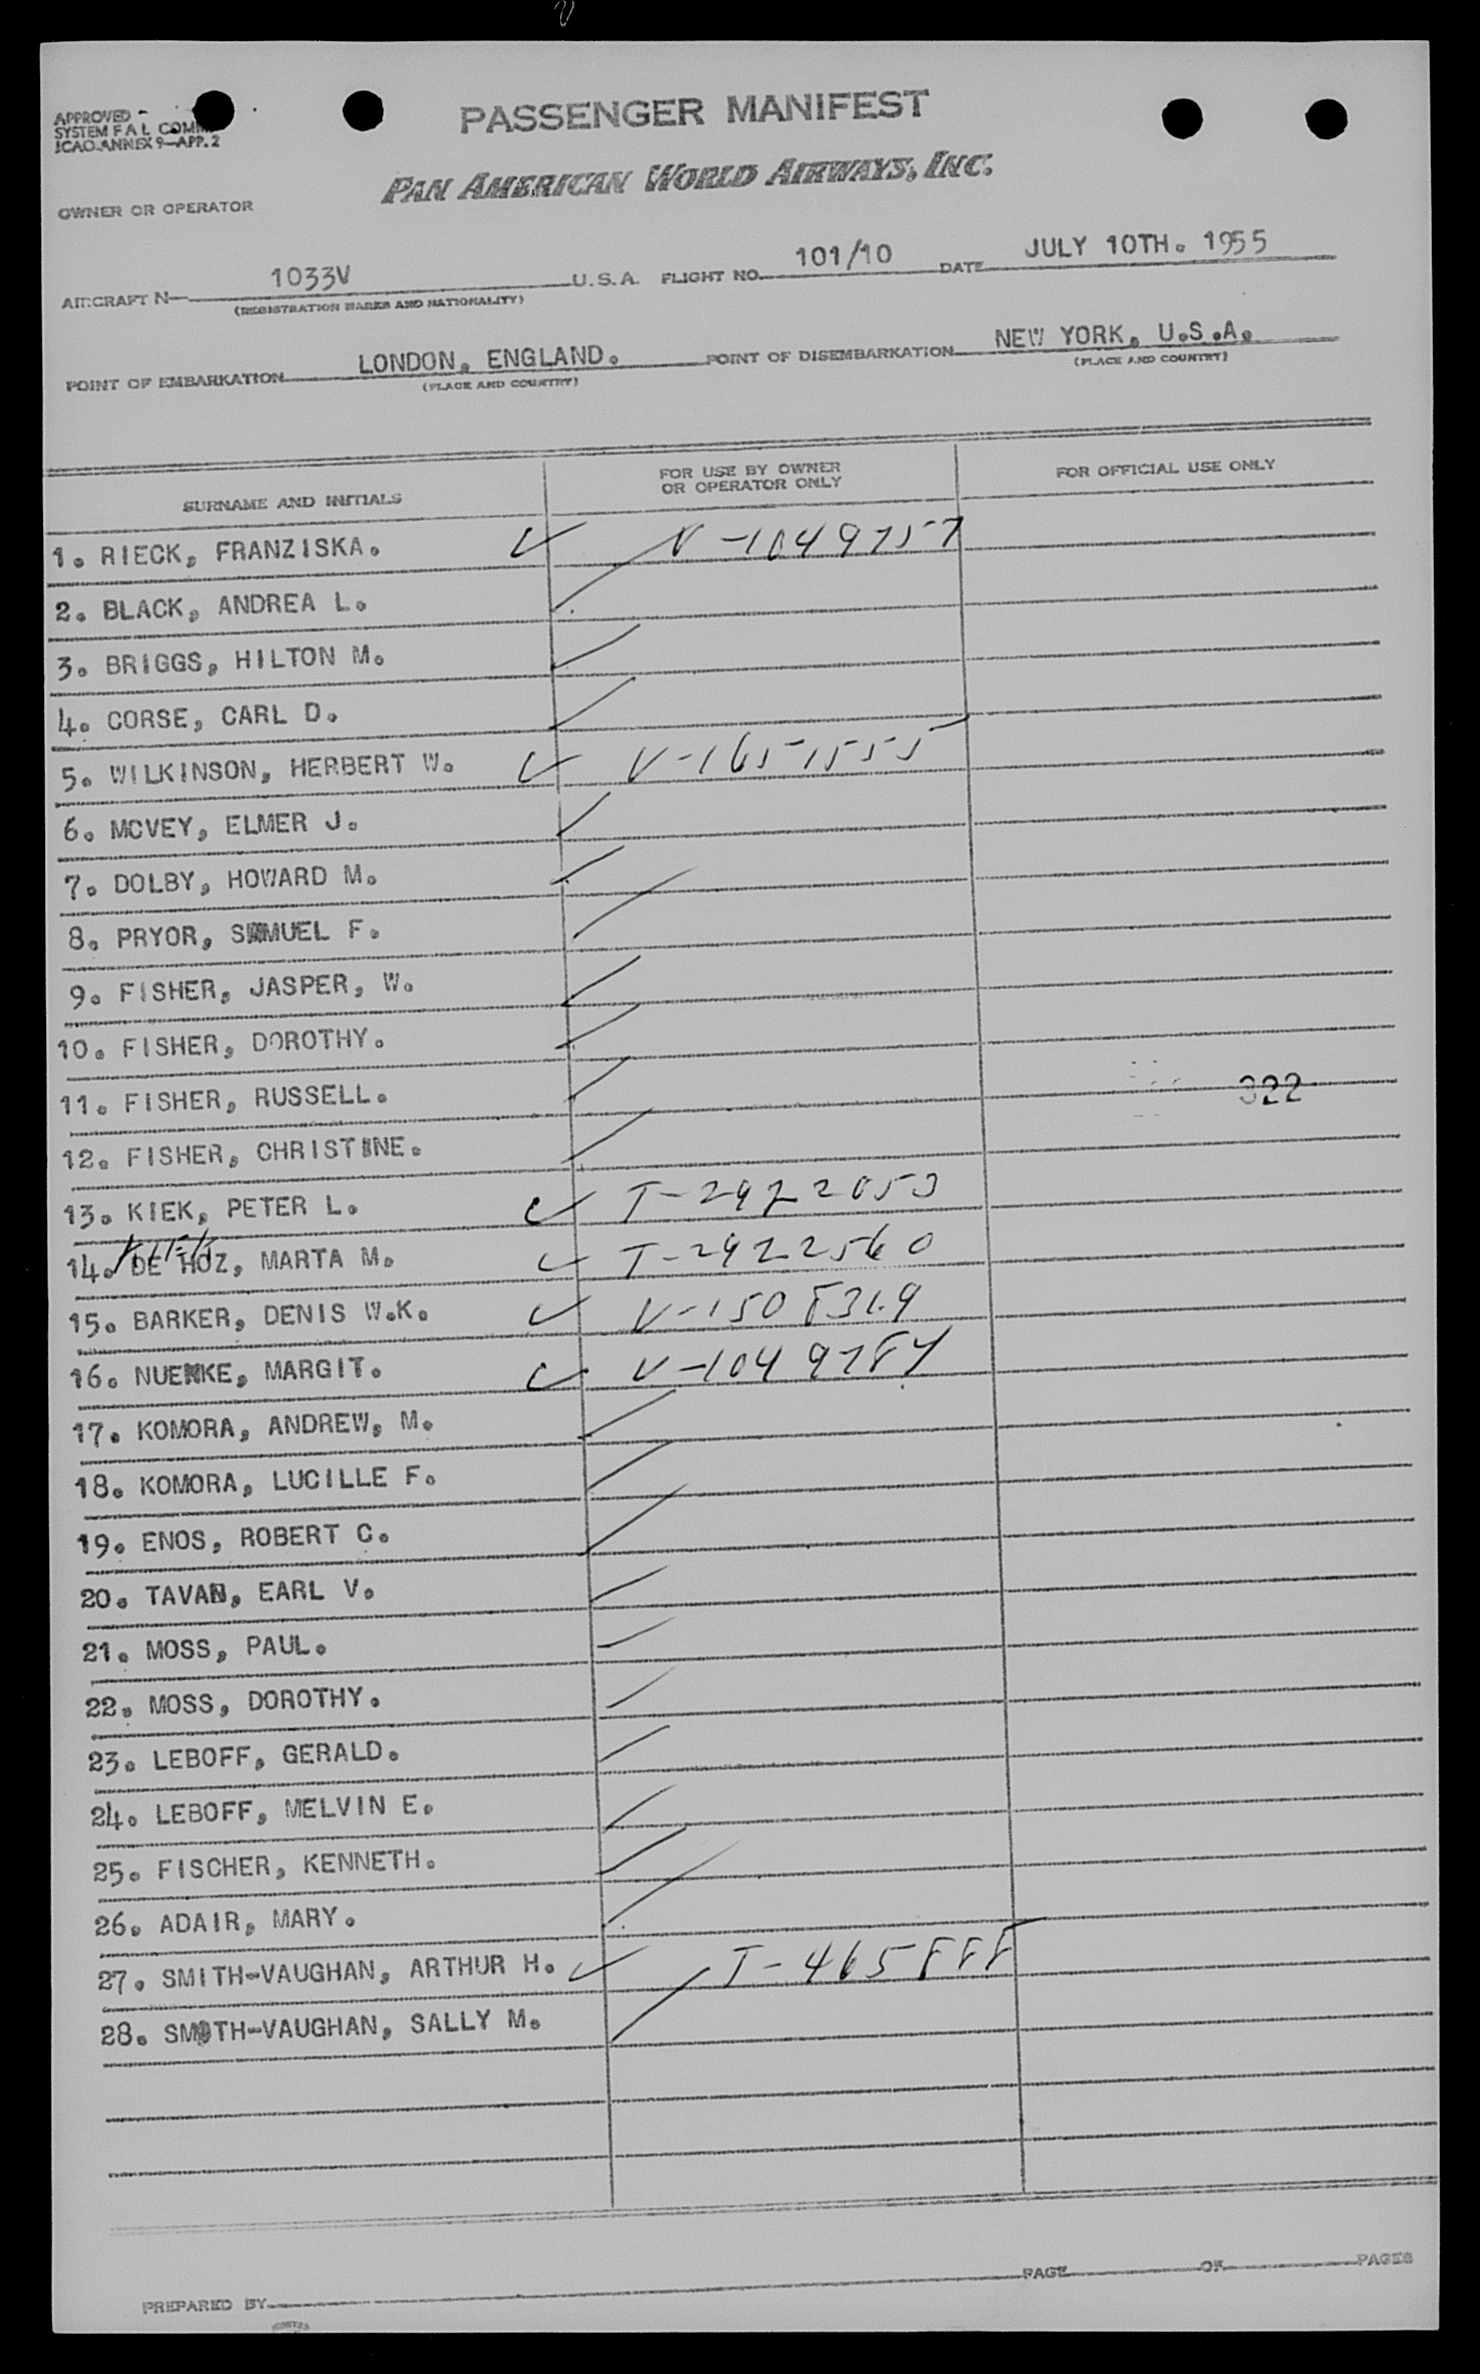 APPROVED -
SYSTEM F A L COMM
ICAO ANNEX 9—APP. 2
PASSENGER MANIFEST
PAN AMERICAN WORLD AIRWAYS, INC.
OWNER OR OPERATOR
AIRCRAFT N— 1033V U. S. A. FLIGHT NO. 101/10 DATE JULY 10TH. 1955
(REGISTRATION MARKS AND NATIONALITY)
POINT OF EMBARKATION LONDON, ENGLAND. POINT OF DISEMBARKATION NEW YORK, U.S.A.
(PLACE AND COUNTRY) (PLACE AND COUNTRY)
SURNAME AND INITIALS FOR USE BY OWNER OR OPERATOR ONLY FOR OFFICIAL USE ONLY
1. RIECK, FRANZISKA. V-1049757
2. BLACK, ANDREA L.
3. BRIGGS, HILTON M.
4. CORSE, CARL D.
5. WILKINSON, HERBERT W. V-1651555
6. MCVEY, ELMER J.
7. DOLBY, HOWARD M.
8. PRYOR, SAMUEL F.
9. FISHER, JASPER, W.
10. FISHER, DOROTHY.
11. FISHER, RUSSELL. 322
12. FISHER, CHRISTINE.
13. KIEK, PETER L. T-2922053
KIEK
14. DE HOZ, MARTA M. T-2922560
15. BARKER, DENIS W.K. V-1508319
16. NUENKE, MARGIT. V-1049784
17. KOMORA, ANDREW, M.
18. KOMORA, LUCILLE F.
19. ENOS, ROBERT C.
20. TAVAN, EARL V.
21. MOSS, PAUL.
22. MOSS, DOROTHY.
23. LEBOFF, GERALD.
24. LEBOFF, MELVIN E.
25. FISCHER, KENNETH.
26. ADAIR, MARY.
27. SMITH-VAUGHAN, ARTHUR H. T-465888
28. SMITH-VAUGHAN, SALLY M.
PAGE OF PAGES
PREPARED BY